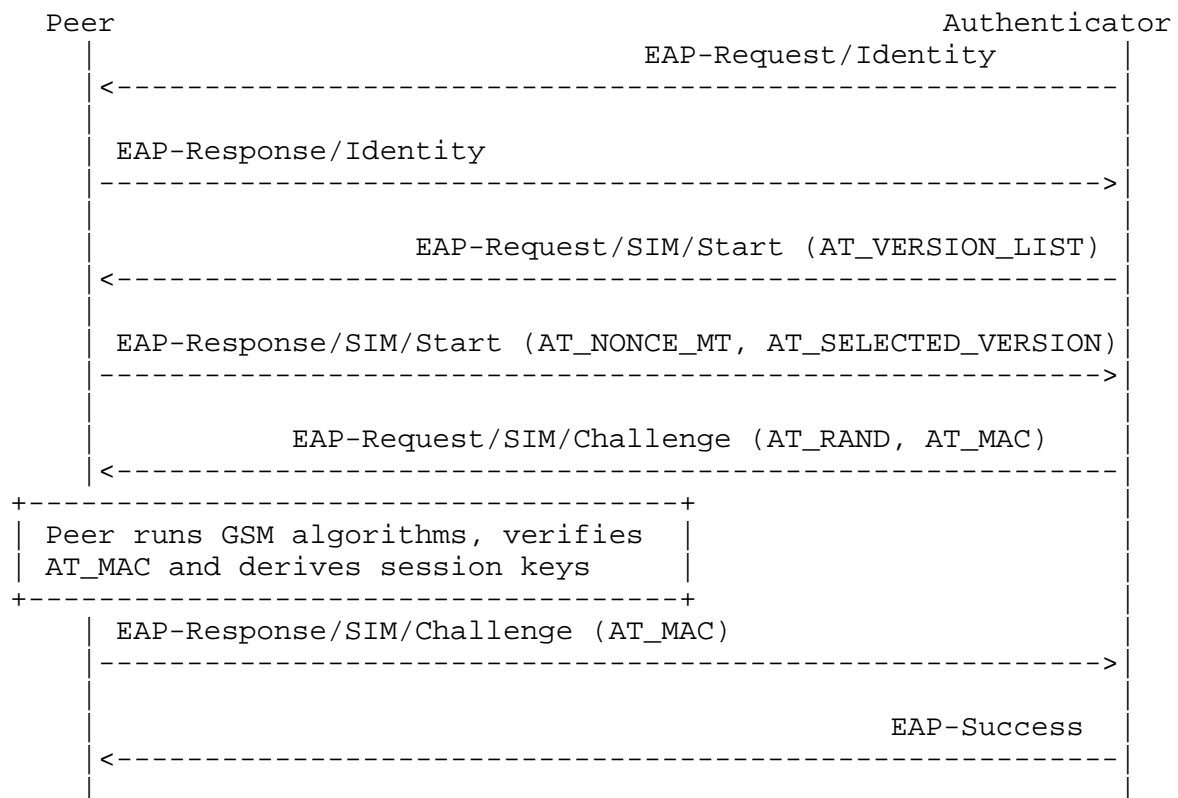 Peer Authenticator
EAP-Request/Identity
EAP-Response/Identity
EAP-Request/SIM/Start (AT_VERSION_LIST)
EAP-Response/SIM/Start (AT_NONCE_MT, AT_SELECTED_VERSION)
EAP-Request/SIM/Challenge (AT_RAND, AT_MAC)
Peer runs GSM algorithms, verifies
AT_MAC and derives session keys
EAP-Response/SIM/Challenge (AT_MAC)
EAP-Success